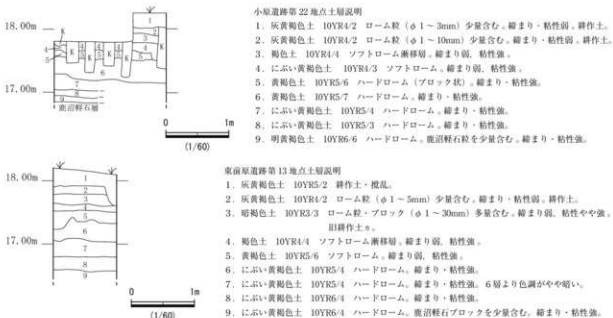 小原遺跡第22地点土層説明
1．灰黄褐色土　10YR4/2　ローム粒（φ1～3mm）少量含む。締まり・粘性弱。耕作土。
2．灰黄褐色土　10YR4/2　ローム粒（φ1～10mm）少量含む。締まり・粘性弱。耕作土。
3．褐色土　10YR4/4　ソフトローム漸移層。締まり弱、粘性強。
4．にぶい黄褐色土　10YR4/3　ソフトローム。締まり弱、粘性強。
5．黄褐色土　10YR5/6　ハードローム（ブロック状）。締まり・粘性強。
6．黄褐色土　10YR5/7　ハードローム。締まり・粘性強。
7．にぶい黄褐色土　10YR5/4　ハードローム。締まり・粘性強。
8．にぶい黄褐色土　10YR5/3　ハードローム。締まり・粘性強。
9．明黄褐色土　10YR6/6　ハードローム。鹿沼軽石粒を少量含む。締まり・粘性強。
18.00m
17.00m
1
2
3
4
5
K
K
K
K
K
6
7
8
9
鹿沼軽石層
0　1m
(1/60)
東前原遺跡第13地点土層説明
1．灰黄褐色土　10YR5/2　耕作土・攪乱。
2．灰黄褐色土　10YR4/2　ローム粒（φ1～5mm）少量含む。締まり・粘性弱。耕作土。
3．暗褐色土　10YR3/3　ローム粒・ブロック（φ1～30mm）多量含む。締まり弱、粘性やや強。
旧耕作土ヵ。
4．褐色土　10YR4/4　ソフトローム漸移層。締まり弱、粘性強。
5．黄褐色土　10YR5/6　ソフトローム。締まり弱、粘性強。
6．にぶい黄褐色土　10YR5/4　ハードローム。締まり・粘性強。
7．にぶい黄褐色土　10YR5/4　ハードローム。締まり・粘性強。6層より色調がやや暗い。
8．にぶい黄褐色土　10YR6/4　ハードローム。締まり・粘性強。
9．にぶい黄褐色土　10YR6/4　ハードローム。鹿沼軽石ブロックを少量含む。締まり・粘性強。
18.00m
17.00m
1
2
3
4
5
6
7
8
9
0　1m
(1/60)